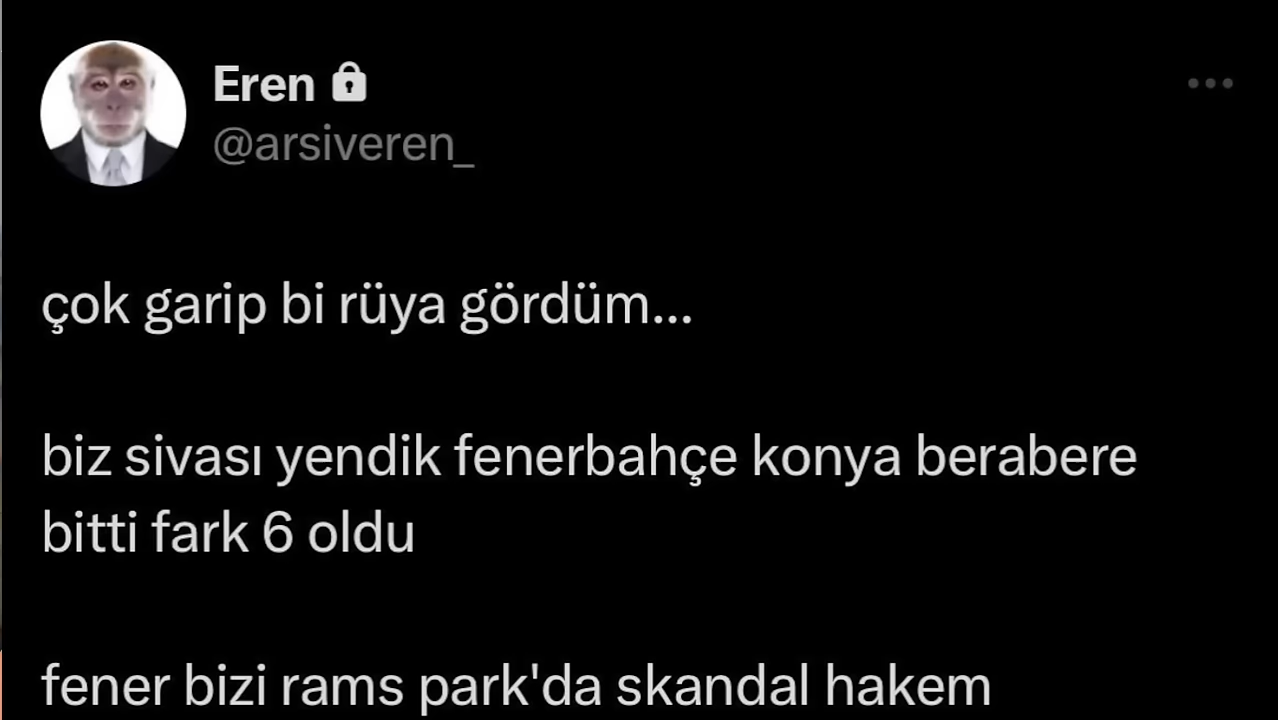 Eren
@arsiveren_
çok garip bi rüya gördüm...
biz sivası yendik fenerbahçe konya berabere
bitti fark 6 oldu
fener bizi rams park'da skandal hakem